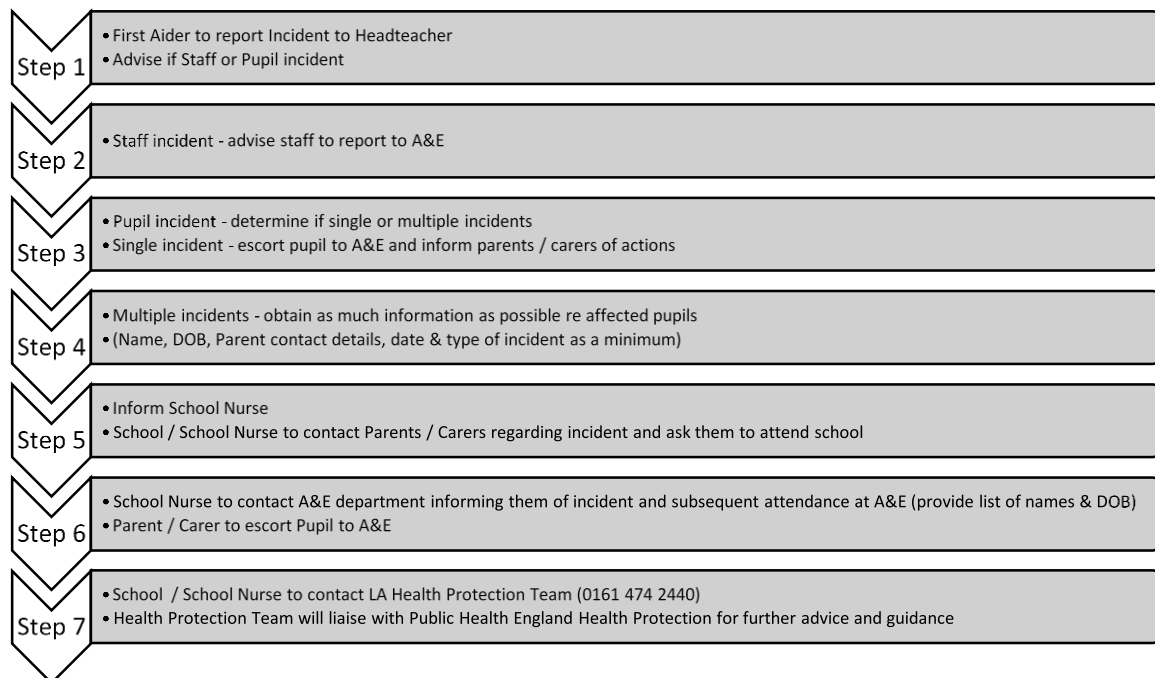 Step 1
• First Aider to report Incident to Headteacher
• Advise if Staff or Pupil incident
Step 2
• Staff incident - advise staff to report to A&E
Step 3
• Pupil incident - determine if single or multiple incidents
• Single incident - escort pupil to A&E and inform parents / carers of actions
Step 4
• Multiple incidents - obtain as much information as possible re affected pupils
• (Name, DOB, Parent contact details, date & type of incident as a minimum)
Step 5
• Inform School Nurse
• School / School Nurse to contact Parents / Carers regarding incident and ask them to attend school
Step 6
• School Nurse to contact A&E department informing them of incident and subsequent attendance at A&E (provide list of names & DOB)
• Parent / Carer to escort Pupil to A&E
Step 7
• School / School Nurse to contact LA Health Protection Team (0161 474 2440)
• Health Protection Team will liaise with Public Health England Health Protection for further advice and guidance